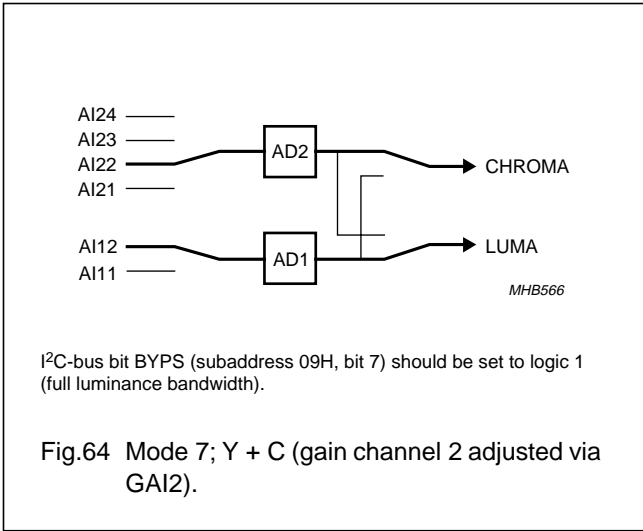 AI24
AI23
AI22
AI21
AD2
CHROMA
AI12
AI11
AD1
LUMA
MHB566
I²C-bus bit BYPS (subaddress 09H, bit 7) should be set to logic 1
(full luminance bandwidth).
Fig.64 Mode 7; Y + C (gain channel 2 adjusted via
GAI2).